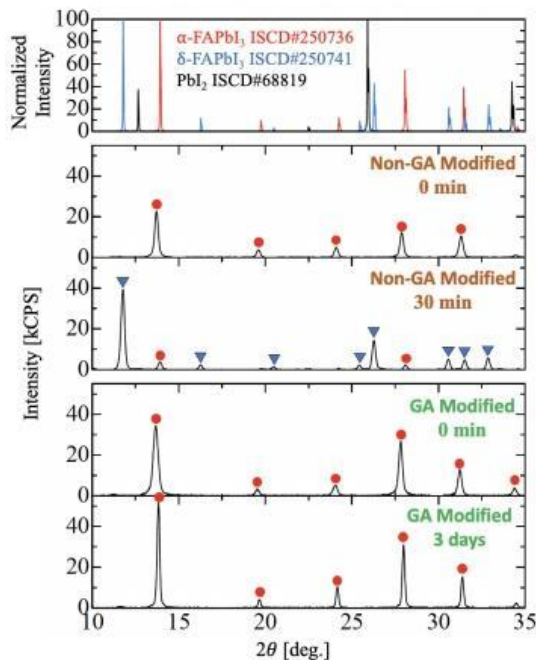 Normalized
Intensity
100
80
60
40
20
0
α-FAPbI₃ ISCD#250736
δ-FAPbI₃ ISCD#250741
PbI₂ ISCD#68819
Intensity [kCPS]
40
20
0
Non-GA Modified
0 min
40
20
0
Non-GA Modified
30 min
40
20
0
GA Modified
0 min
40
20
0
GA Modified
3 days
10 15 20 25 30 35
2θ [deg.]